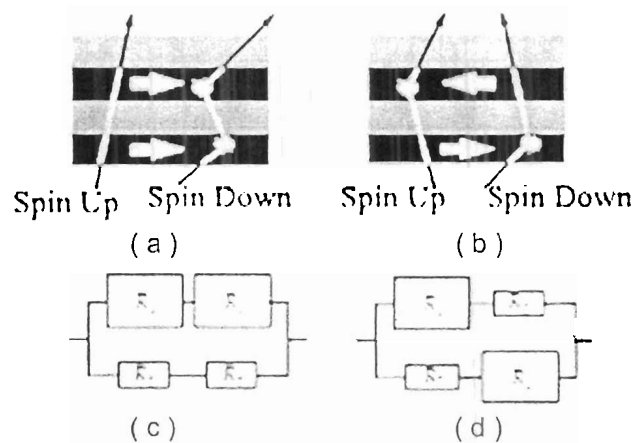 Spin Up Spin Down Spin Up Spin Down
(a) (b)
R R R
R R R
(c) (d)